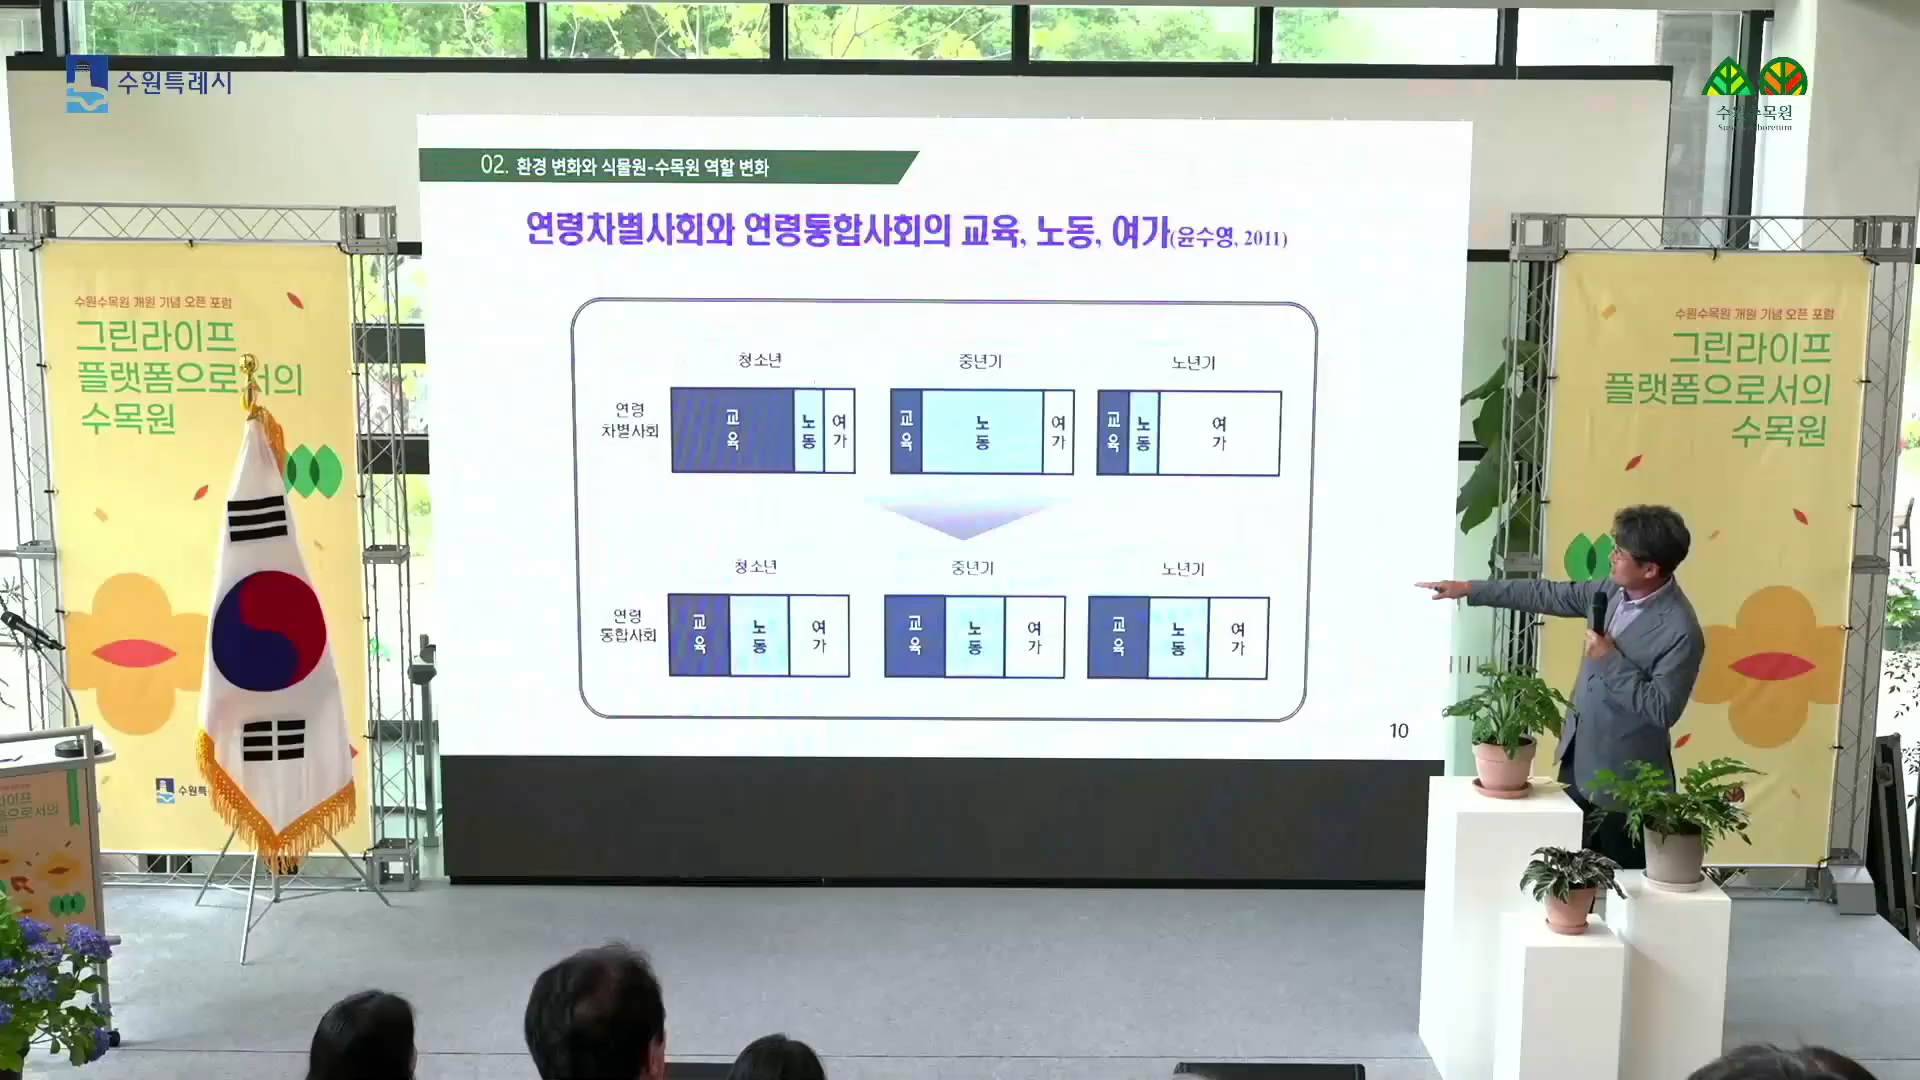 수원특례시
수원수목원
02. 환경 변화와 식물원-수목원 역할 변화
연령차별사회와 연령통합사회의 교육, 노동, 여가(윤수영, 2011)
청소년
중년기
노년기
연령
차별사회
교육
노동
여가
교육
노동
여가
교육
노동
여가
청소년
중년기
노년기
연령
통합사회
교육
노동
여가
교육
노동
여가
교육
노동
여가
10
수원수목원 개원 기념 오픈 포럼
그린라이프
플랫폼으로서의
수목원
수원특
수원수목원 개원 기념 오픈 포럼
그린라이프
플랫폼으로서의
수목원